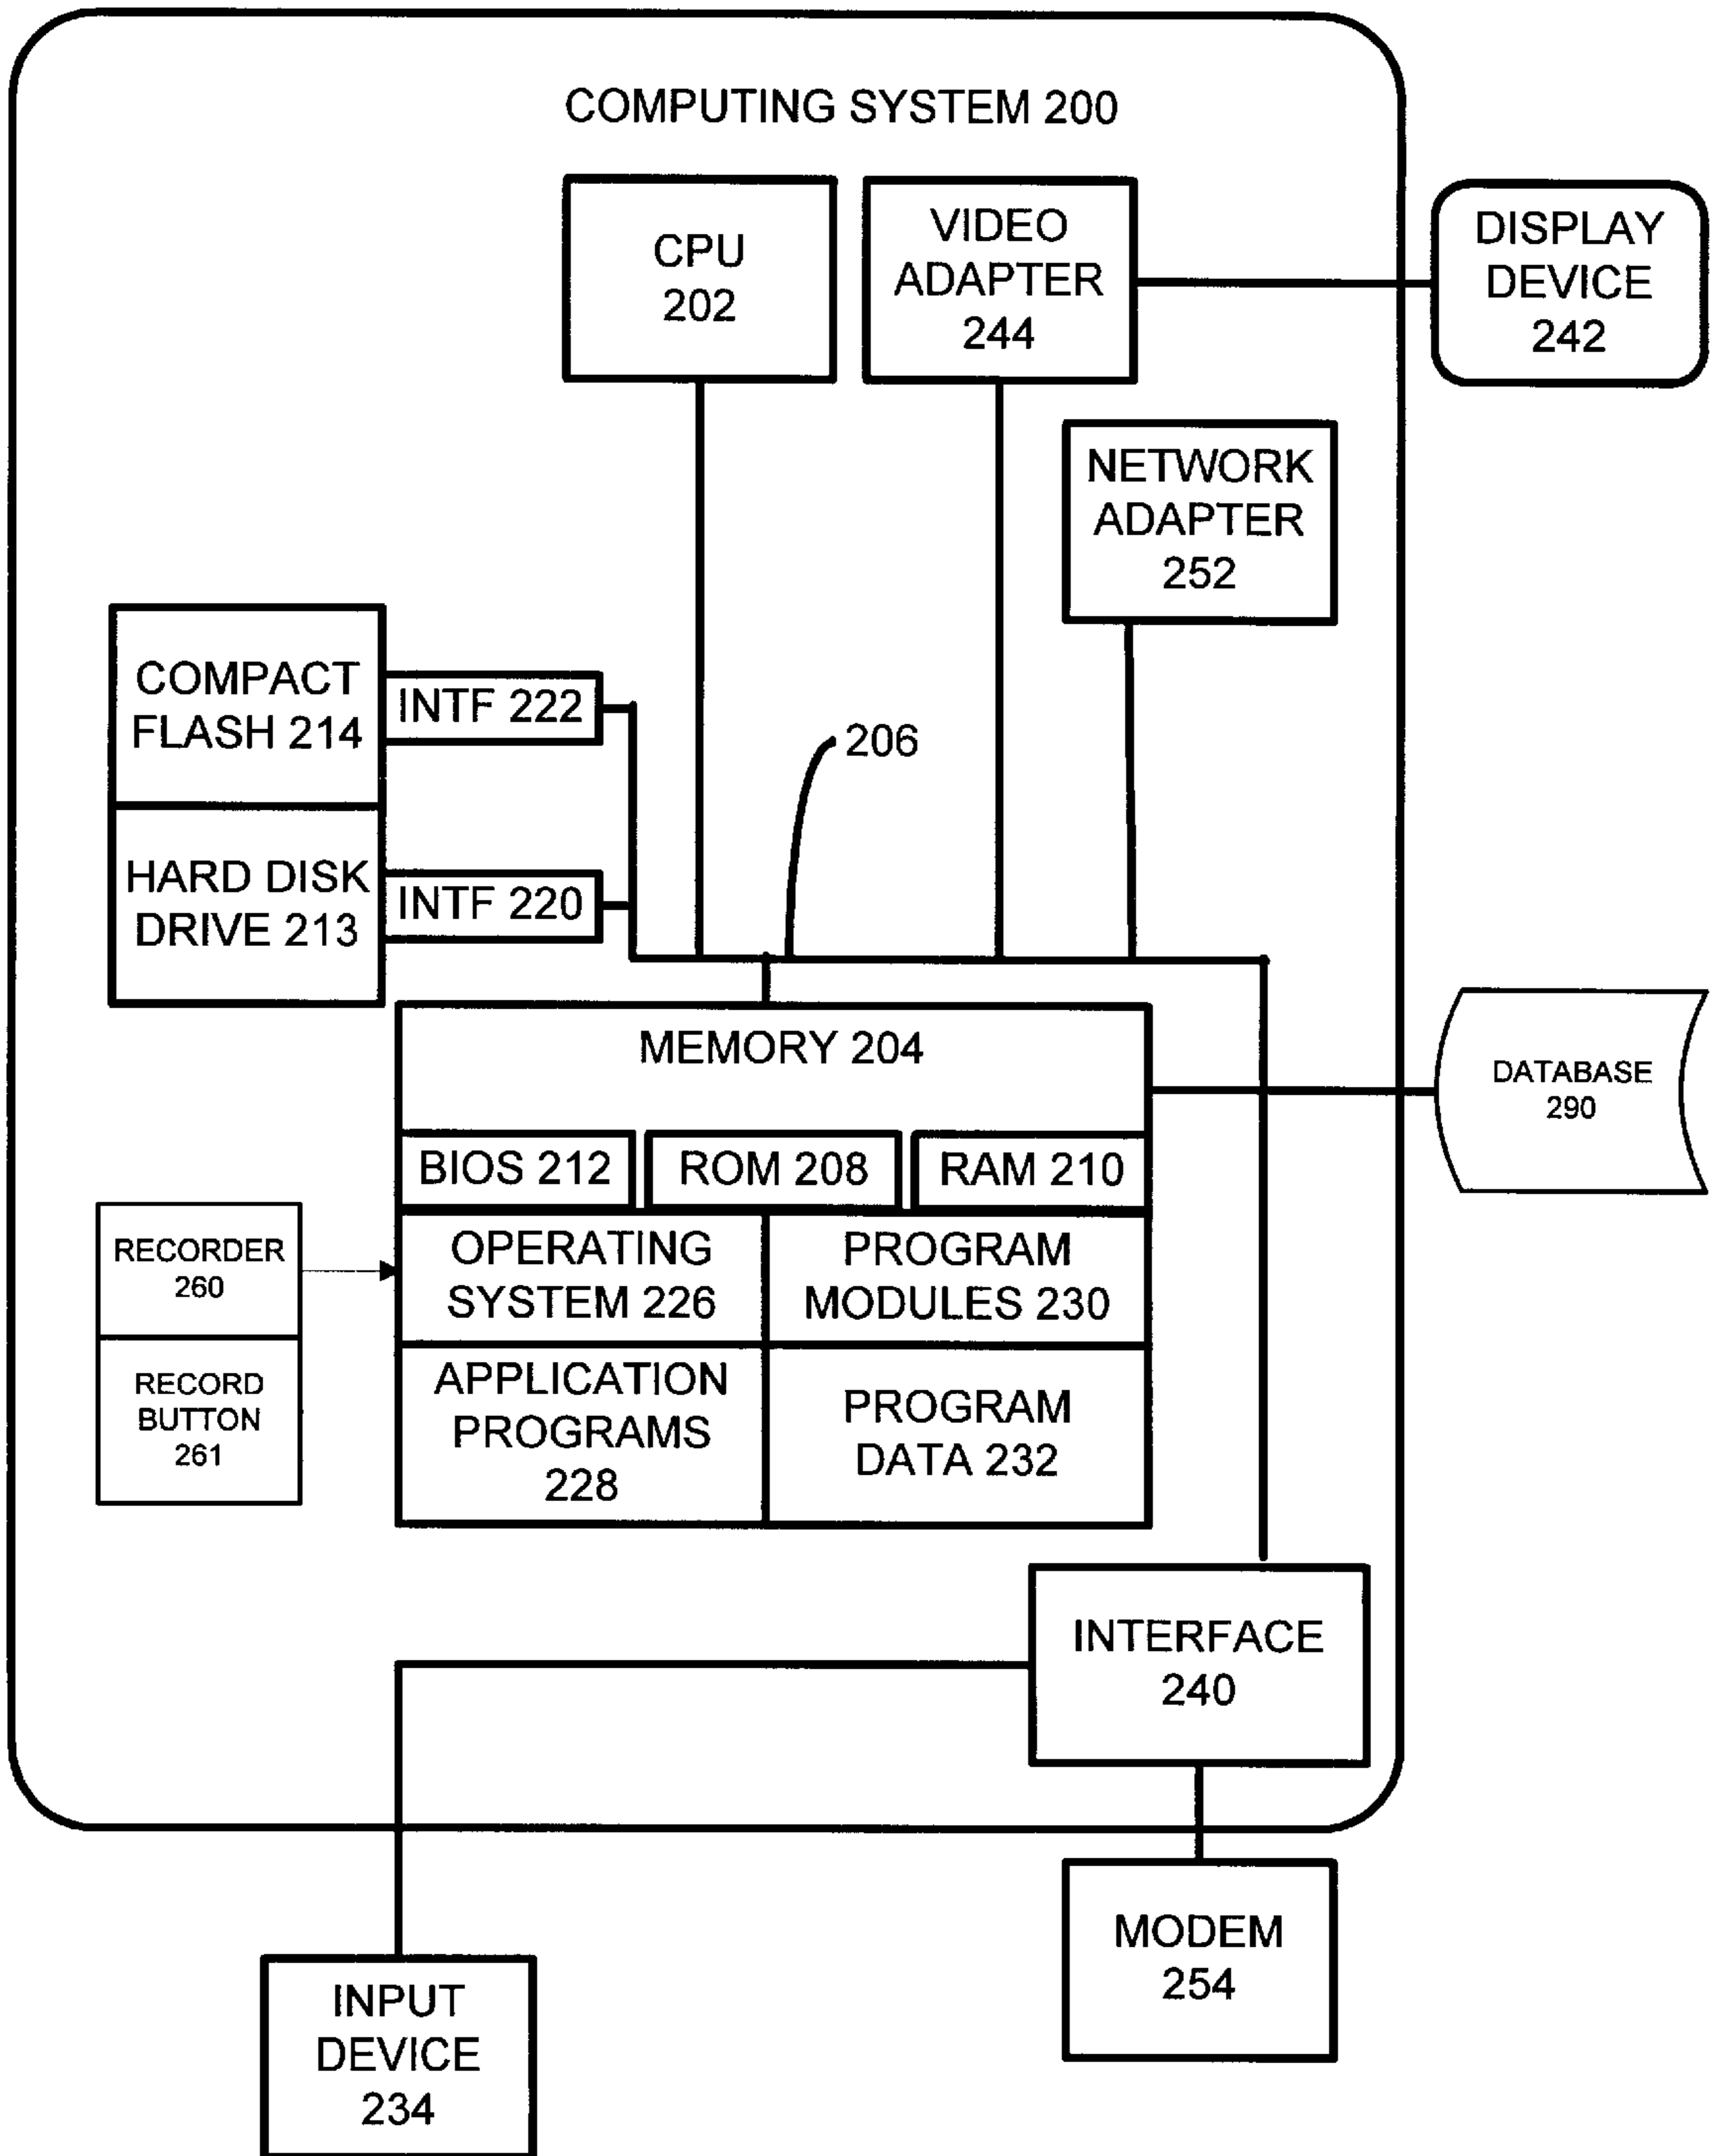 COMPUTING SYSTEM 200
CPU
202
VIDEO
ADAPTER
244
DISPLAY
DEVICE
242
NETWORK
ADAPTER
252
COMPACT
FLASH 214
INTF 222
206
HARD DISK
DRIVE 213
INTF 220
MEMORY 204
DATABASE
290
BIOS 212
ROM 208
RAM 210
RECORDER
260
OPERATING
SYSTEM 226
PROGRAM
MODULES 230
RECORD
BUTTON
261
APPLICATION
PROGRAMS
228
PROGRAM
DATA 232
INTERFACE
240
MODEM
254
INPUT
DEVICE
234